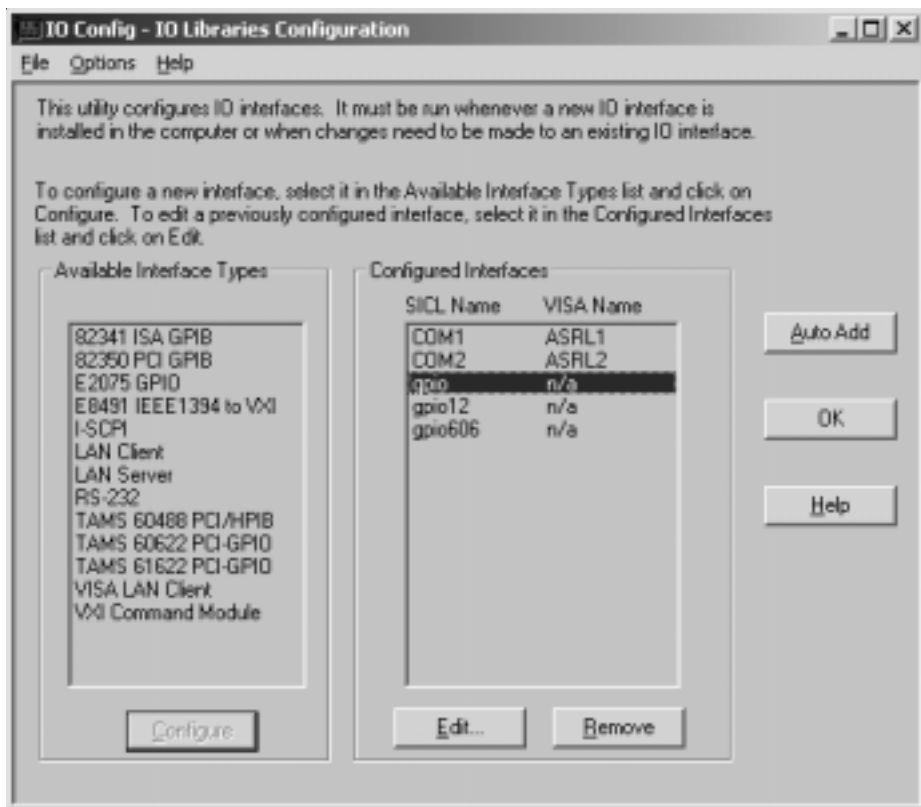 IO Config - IO Libraries Configuration
File Options Help
This utility configures IO interfaces. It must be run whenever a new IO interface is
installed in the computer or when changes need to be made to an existing IO interface.
To configure a new interface, select it in the Available Interface Types list and click on
Configure. To edit a previously configured interface, select it in the Configured Interfaces
list and click on Edit.
Available Interface Types
82341 ISA GPIB
82350 PCI GPIB
E2075 GPIO
E8491 IEEE1394 to VXI
I-SCPI
LAN Client
LAN Server
RS-232
TAMS 60488 PCI/HPIB
TAMS 60622 PCI-GPIO
TAMS 61622 PCI-GPIO
VISA LAN Client
VXI Command Module
Configure
Configured Interfaces
SICL Name VISA Name
COM1 ASRL1
COM2 ASRL2
gpio n/a
gpio12 n/a
gpio606 n/a
Edit... Remove
Auto Add
OK
Help